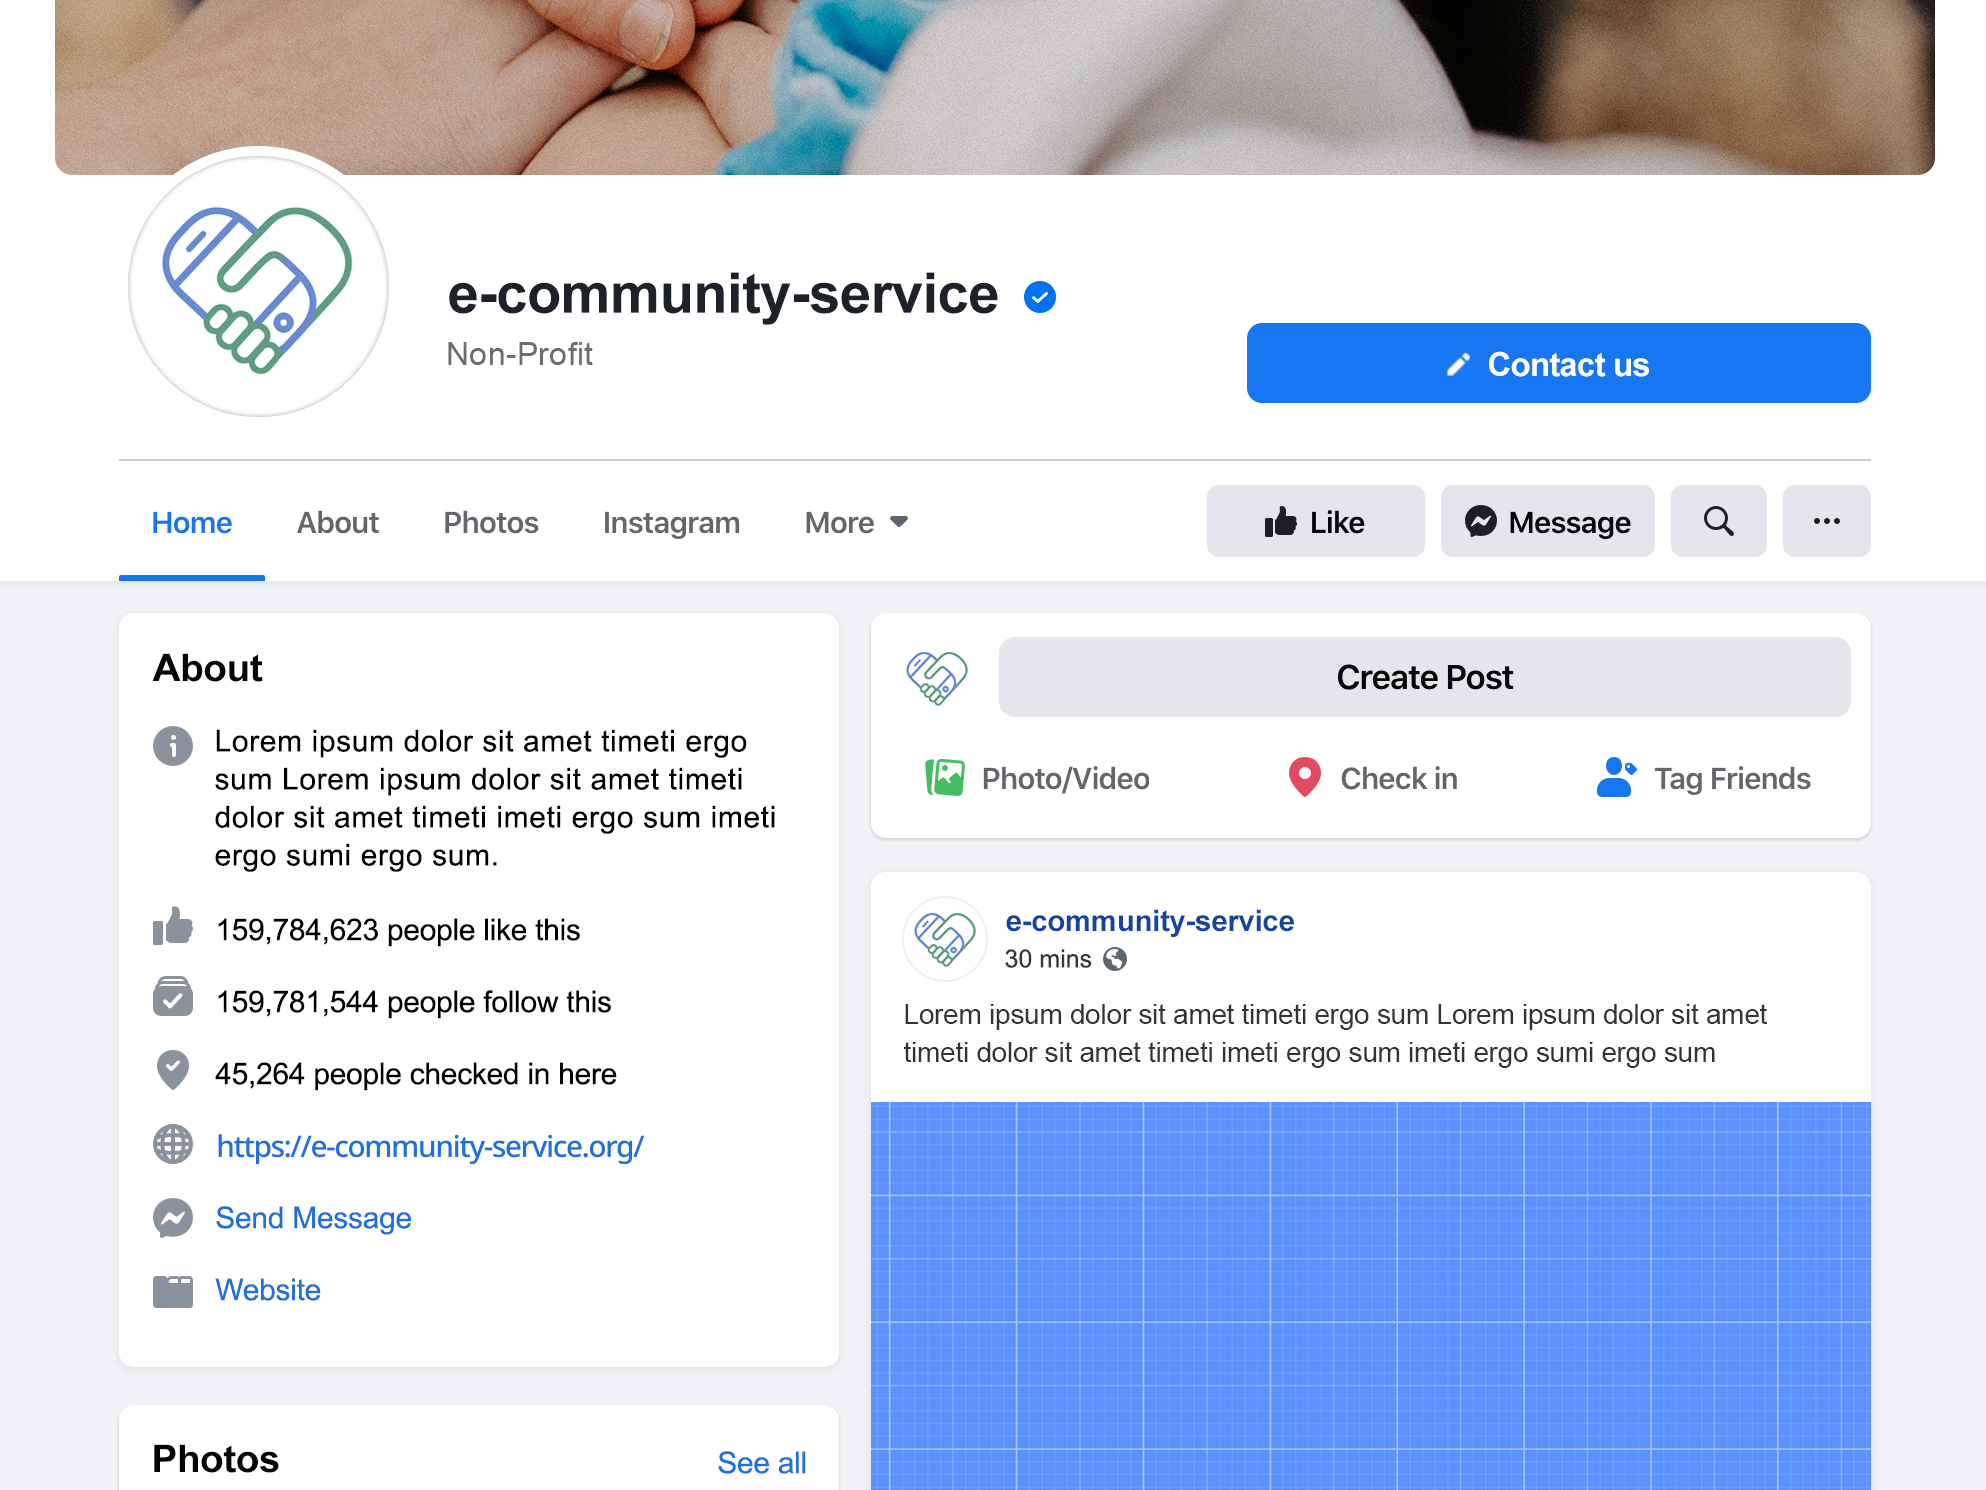 e-community-service
Non-Profit
Contact us
Home
About
Photos
Instagram
More
Like
Message
About
Lorem ipsum dolor sit amet timeti ergo
sum Lorem ipsum dolor sit amet timeti
dolor sit amet timeti imeti ergo sum imeti
ergo sumi ergo sum.
159,784,623 people like this
159,781,544 people follow this
45,264 people checked in here
https://e-community-service.org/
Send Message
Website
Photos
See all
Create Post
Photo/Video
Check in
Tag Friends
e-community-service
30 mins
Lorem ipsum dolor sit amet timeti ergo sum Lorem ipsum dolor sit amet
timeti dolor sit amet timeti imeti ergo sum imeti ergo sumi ergo sum